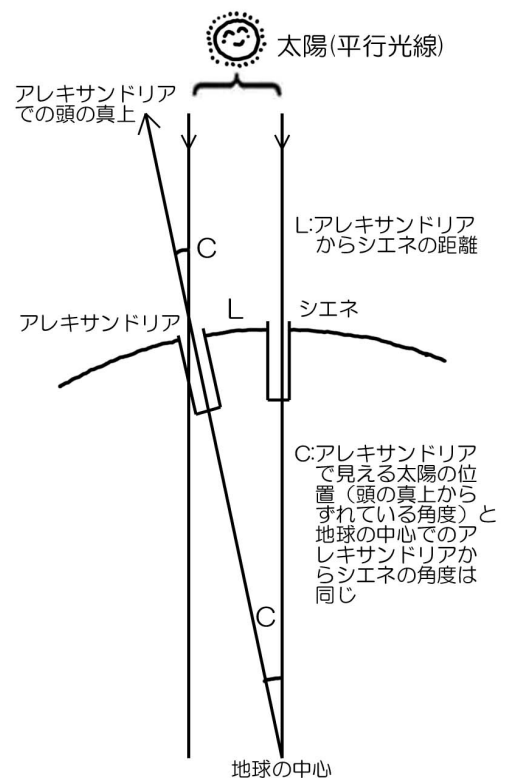 太陽(平行光線)
アレキサンドリア
での頭の真上
C
L:アレキサンドリア
からシエネの距離
アレキサンドリア
L
シエネ
C:アレキサンドリア
で見える太陽の位
置（頭の真上から
ずれている角度）と
地球の中心でのア
レキサンドリアか
らシエネの角度は
同じ
C
地球の中心